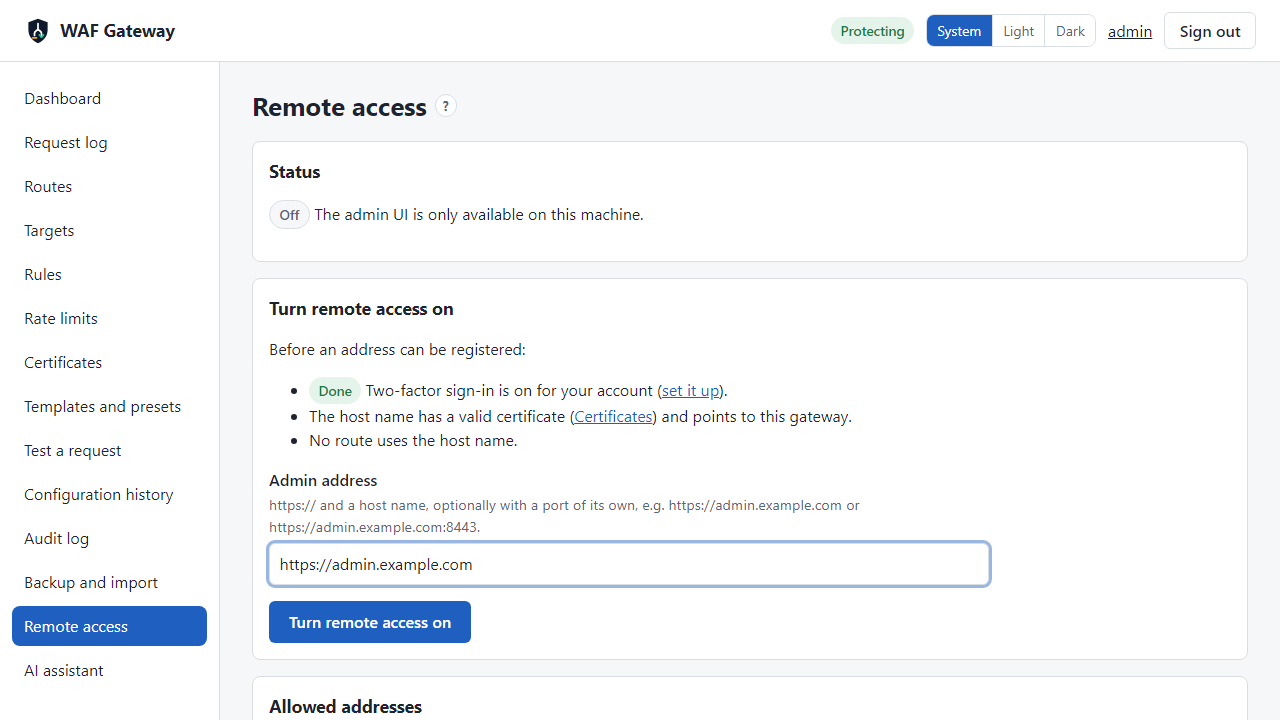 WAF Gateway
Protecting
System
Light
Dark
admin
Sign out
Dashboard
Request log
Routes
Targets
Rules
Rate limits
Certificates
Templates and presets
Test a request
Configuration history
Audit log
Backup and import
Remote access
AI assistant
Remote access ?
Status
Off The admin UI is only available on this machine.
Turn remote access on
Before an address can be registered:
Done Two-factor sign-in is on for your account (set it up).
The host name has a valid certificate (Certificates) and points to this gateway.
No route uses the host name.
Admin address
https:// and a host name, optionally with a port of its own, e.g. https://admin.example.com or
https://admin.example.com:8443.
https://admin.example.com
Turn remote access on
Allowed addresses